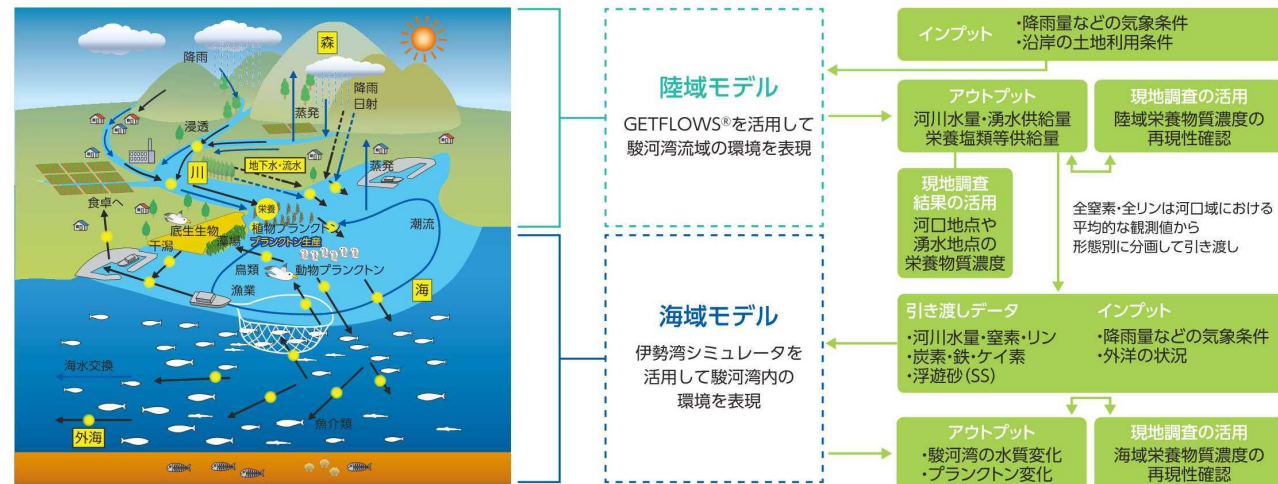 森
降雨
降雨
日射
蒸発
浸透
地下水・流水
蒸発
川
食卓へ
栄養
底生生物
植物プランクトン
プランクトン生産
潮流
干潟
藻場
鳥類
動物プランクトン
漁業
海
海水交換
魚介類
外海
陸域モデル
GETFLOWS®を活用して
駿河湾流域の環境を表現
海域モデル
伊勢湾シミュレータを
活用して駿河湾内の
環境を表現
インプット
・降雨量などの気象条件
・沿岸の土地利用条件
アウトプット
河川水量・湧水供給量
栄養塩類等供給量
現地調査の活用
陸域栄養物質濃度の
再現性確認
現地調査
結果の活用
河口地点や
湧水地点の
栄養物質濃度
全窒素・全リンは河口域における
平均的な観測値から
形態別に分画して引き渡し
引き渡しデータ
・河川水量・窒素・リン
・炭素・鉄・ケイ素
・浮遊砂(SS)
インプット
・降雨量などの気象条件
・外洋の状況
アウトプット
・駿河湾の水質変化
・プランクトン変化
現地調査の活用
海域栄養物質濃度の
再現性確認